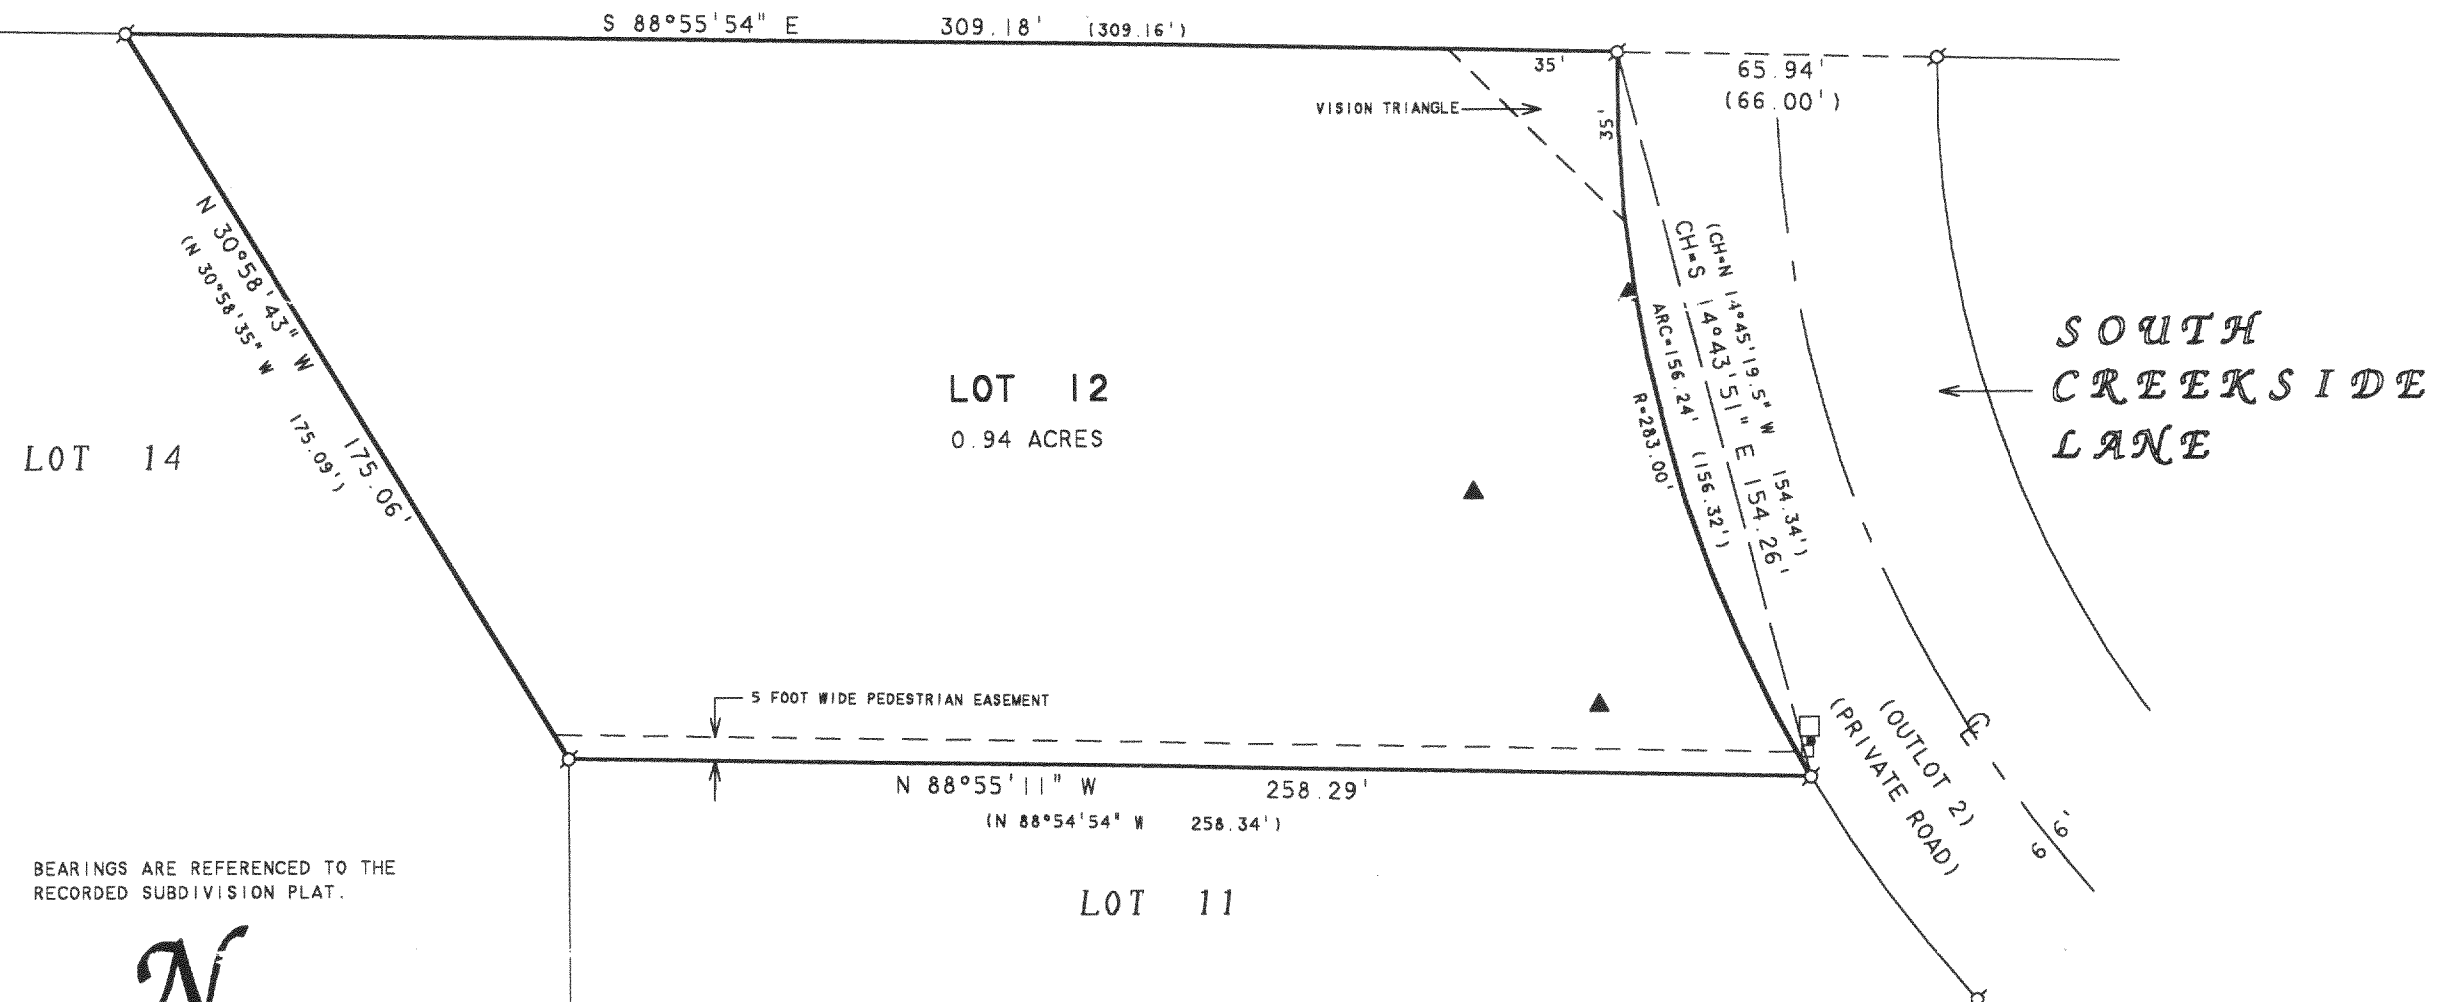 S 88°55'54" E 309.18' (309.16')
35'
65.94'
(66.00')
VISION TRIANGLE
35'
N 30°58'43" W 175.06'
(N 30°58'35" W 175.09')
(CH=N 14°45'19.5" W 154.34')
CH=S 14°43'51" E 154.26'
ARC=156.24' (156.32')
R=283.00'
SOUTH
CREEKSIDE
LANE
LOT 12
0.94 ACRES
LOT 14
5 FOOT WIDE PEDESTRIAN EASEMENT
N 88°55'11" W 258.29'
(N 88°54'54" W 258.34')
(OUTLOT 2)
(PRIVATE ROAD)
CL
66'
BEARINGS ARE REFERENCED TO THE
RECORDED SUBDIVISION PLAT.
LOT 11
N